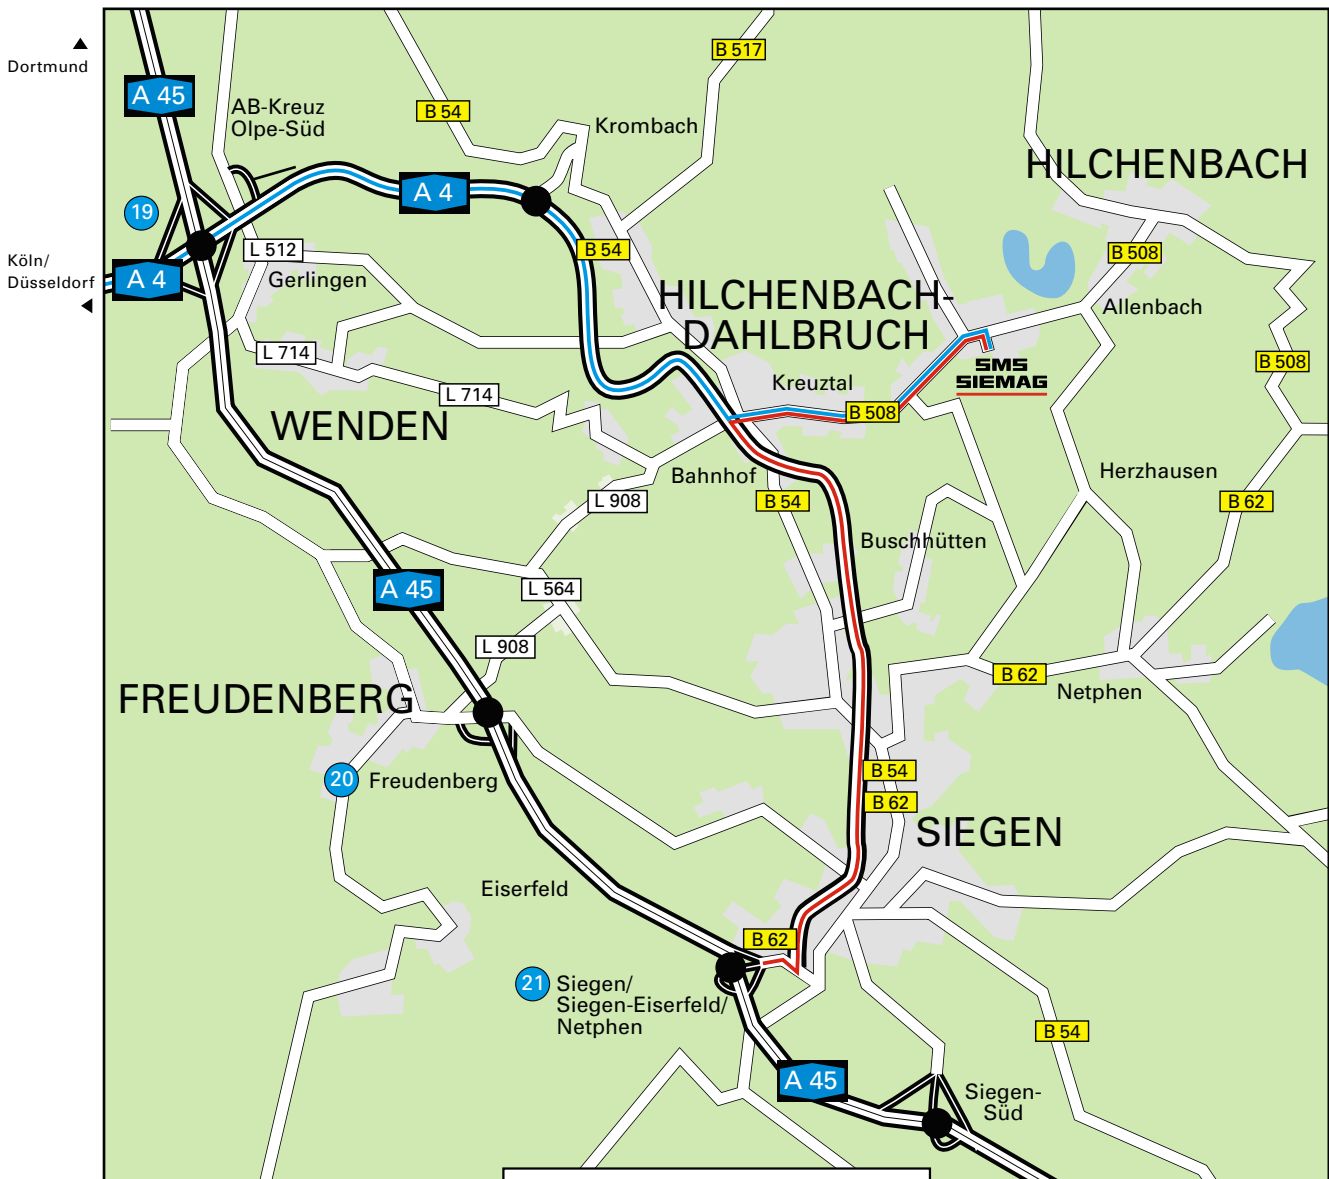 B 517
Dortmund
A 45
AB-Kreuz
Olpe-Süd
B 54
Krombach
HILCHENBACH
A 4
19
L 512
B 54
B 508
Köln/
Düsseldorf
A 4
Gerlingen
HILCHENBACH-
DAHLBRUCH
Allenbach
L 714
SMS
SIEMAG
B 508
Kreuztal
L 714
B 508
WENDEN
Bahnhof
Herzhausen
L 908
B 54
B 62
Buschhütten
A 45
L 564
L 908
B 62
Netphen
FREUDENBERG
20
Freudenberg
B 54
B 62
SIEGEN
Eiserfeld
B 62
21
Siegen/
Siegen-Eiserfeld/
Netphen
B 54
A 45
Siegen-
Süd